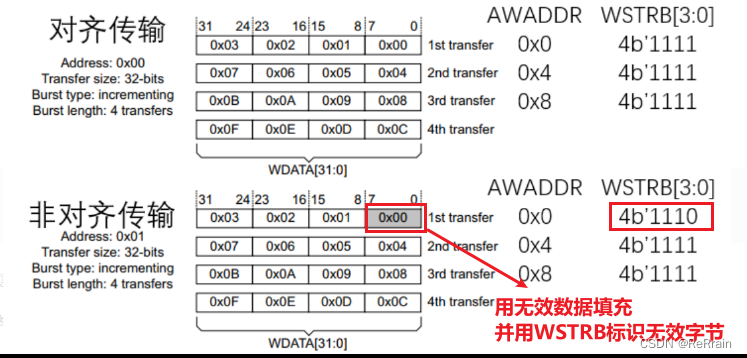 AWADDR WSTRB[3:0]
对齐传输
Address: 0x00
Transfer size: 32-bits
Burst type: incrementing
Burst length: 4 transfers
31 24 23 16 15 8 7 0
0x03 0x02 0x01 0x00 1st transfer 0x0 4b'1111
0x07 0x06 0x05 0x04 2nd transfer 0x4 4b'1111
0x0B 0x0A 0x09 0x08 3rd transfer 0x8 4b'1111
0x0F 0x0E 0x0D 0x0C 4th transfer
WDATA[31:0]
AWADDR WSTRB[3:0]
非对齐传输
Address: 0x01
Transfer size: 32-bits
Burst type: incrementing
Burst length: 4 transfers
31 24 23 16 15 8 7 0
0x03 0x02 0x01 0x00 1st transfer 0x0 4b'1110
0x07 0x06 0x05 0x04 2nd transfer 0x4 4b'1111
0x0B 0x0A 0x09 0x08 3rd transfer 0x8 4b'1111
0x0F 0x0E 0x0D 0x0C 4th transfer
WDATA[31:0]
用无效数据填充
并用WSTRB标识无效字节
CSDN @ReRrain